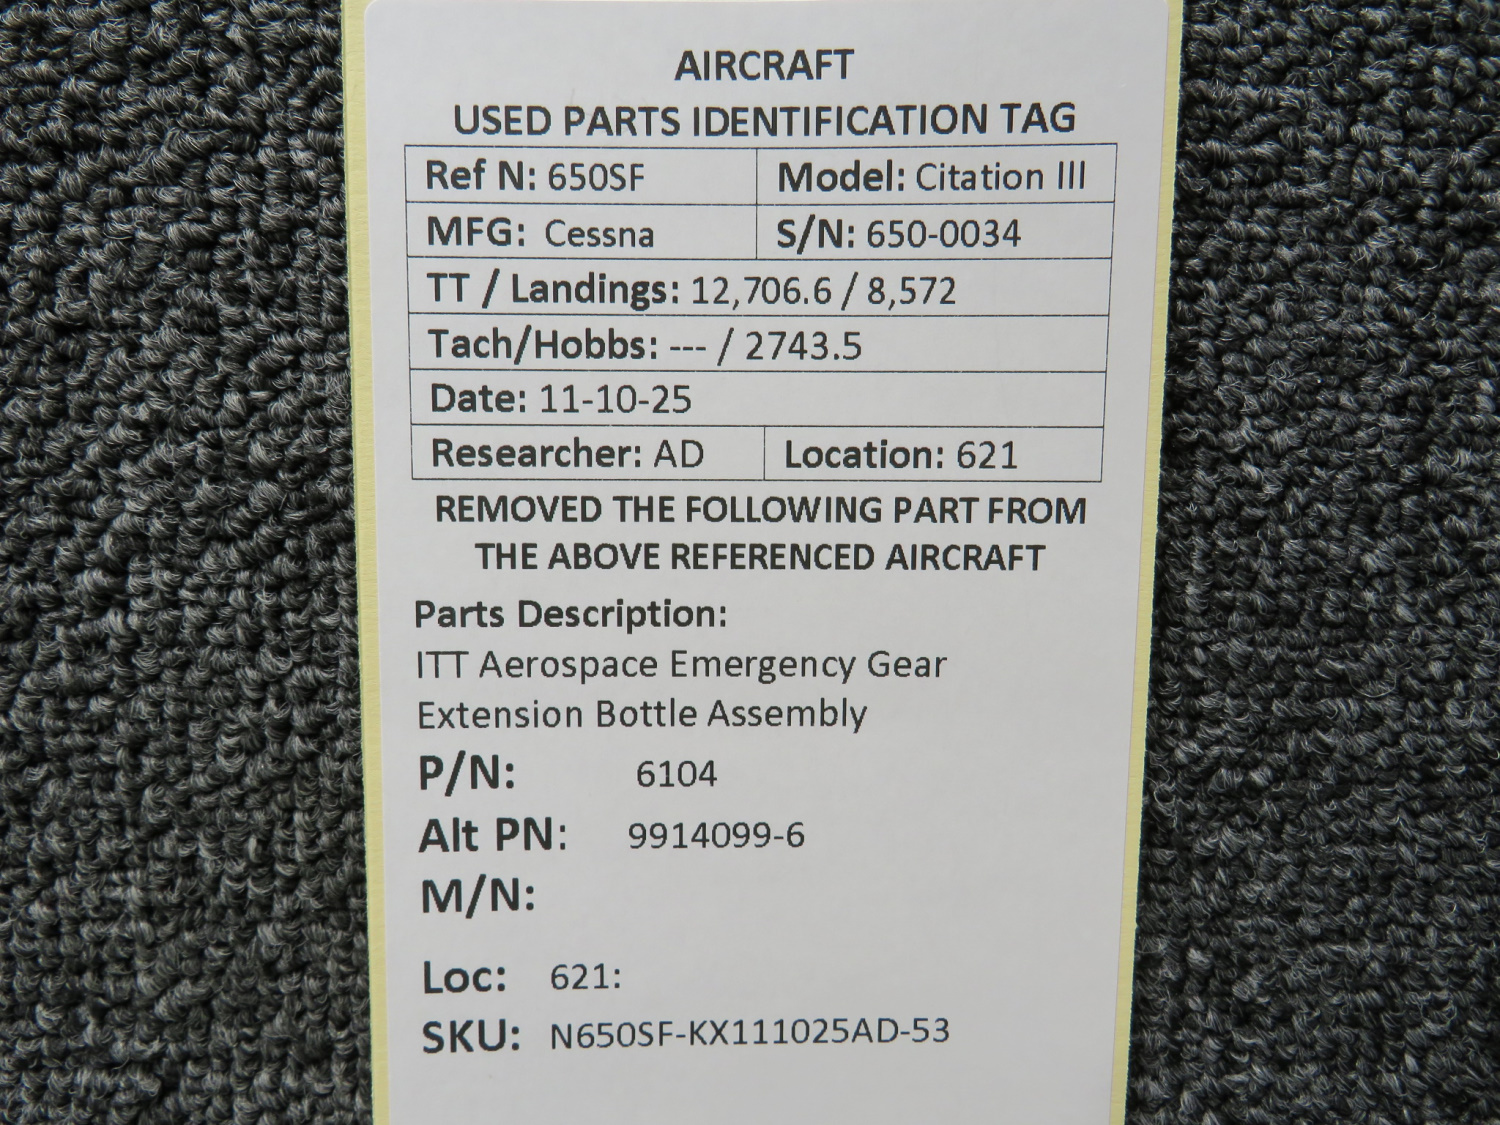 AIRCRAFT
USED PARTS IDENTIFICATION TAG
Ref N: 650SF Model: Citation III
MFG: Cessna S/N: 650-0034
TT / Landings: 12,706.6 / 8,572
Tach/Hobbs: --- / 2743.5
Date: 11-10-25
Researcher: AD Location: 621
REMOVED THE FOLLOWING PART FROM
THE ABOVE REFERENCED AIRCRAFT
Parts Description:
ITT Aerospace Emergency Gear
Extension Bottle Assembly
P/N: 6104
Alt PN: 9914099-6
M/N:
Loc: 621:
SKU: N650SF-KX111025AD-53